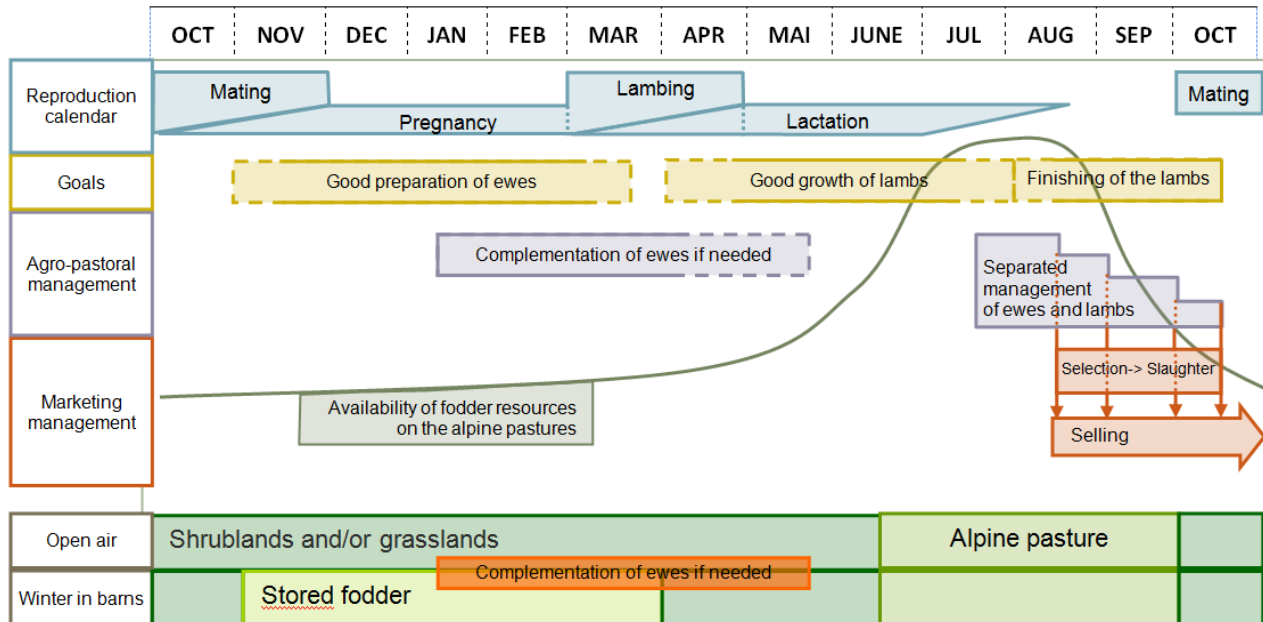 OCT NOV DEC JAN FEB MAR APR MAI JUNE JUL AUG SEP OCT
Reproduction
calendar
Mating
Pregnancy
Lambing
Lactation
Mating
Goals
Good preparation of ewes
Good growth of lambs
Finishing of the lambs
Agro-pastoral
management
Complementation of ewes if needed
Separated
management
of ewes and lambs
Marketing
management
Availability of fodder resources
on the alpine pastures
Selection-> Slaughter
Selling
Open air
Shrublands and/or grasslands
Alpine pasture
Complementation of ewes if needed
Winter in barns
Stored fodder